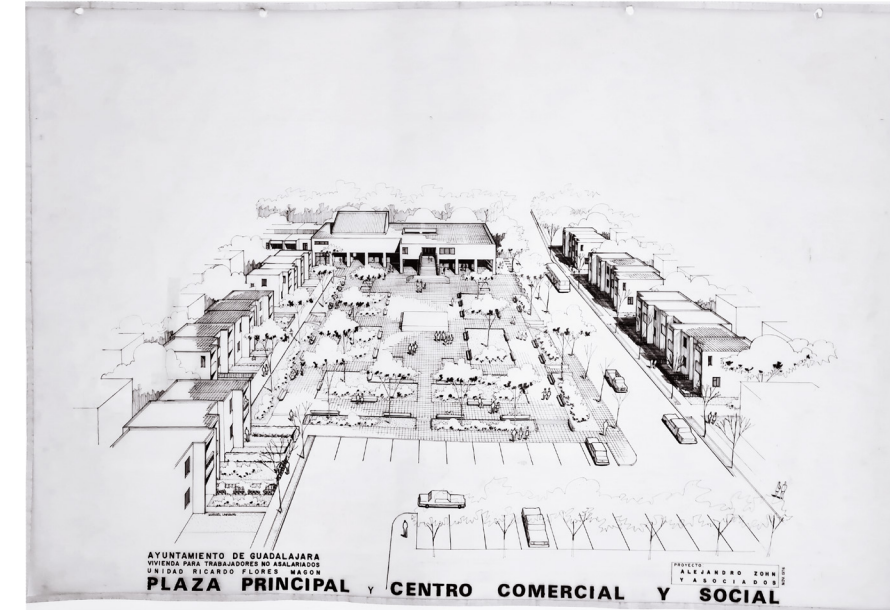 AYUNTAMIENTO DE GUADALAJARA
VIVIENDA PARA TRABAJADORES NO ASALARIADOS
UNIDAD RICARDO FLORES MAGON
PLAZA PRINCIPAL Y CENTRO COMERCIAL Y SOCIAL
PROYECTO
ALEJANDRO ZOHN
Y ASOCIADOS